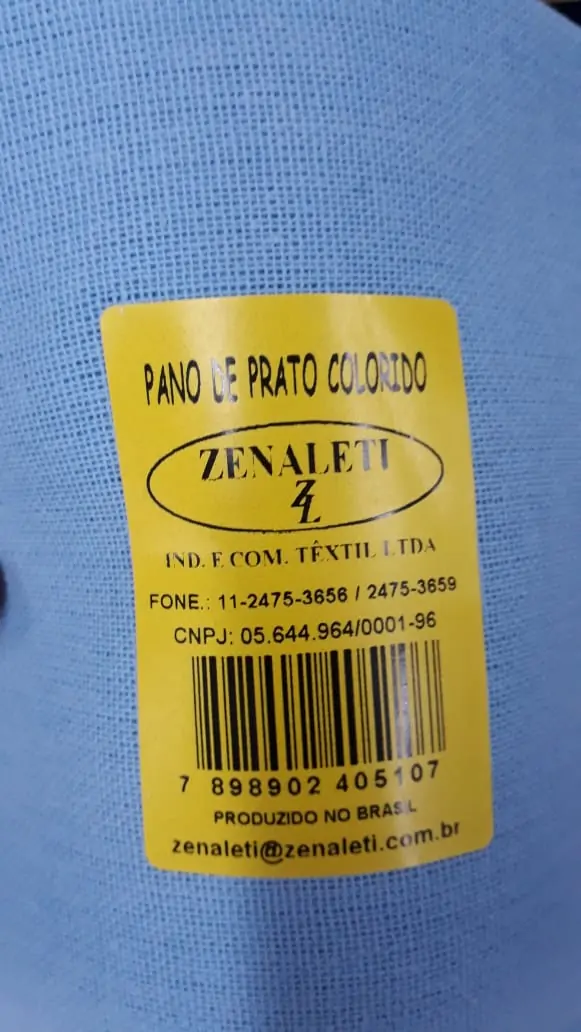 PANO DE PRATO COLORIDO
ZENALETI
ZL
IND. E COM. TÊXTIL LTDA
FONE.: 11-2475-3656 / 2475-3659
CNPJ: 05.644.964/0001-96
7 898902 405107
PRODUZIDO NO BRASIL
zenaleti@zenaleti.com.br